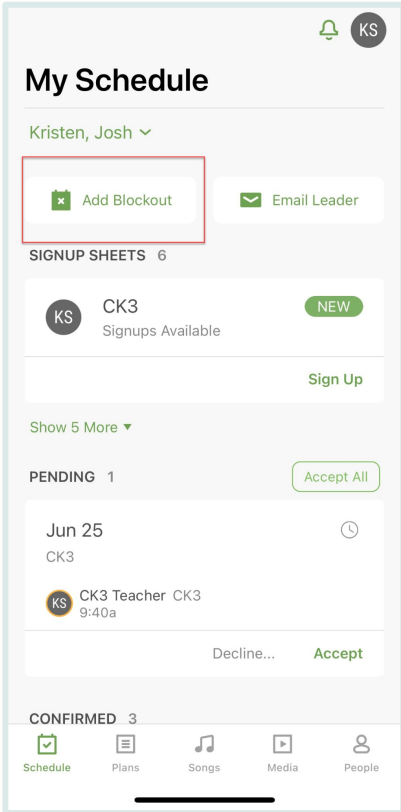 KS
My Schedule
Kristen, Josh
Add Blockout
Email Leader
SIGNUP SHEETS 6
KS
CK3
NEW
Signups Available
Sign Up
Show 5 More
PENDING 1
Accept All
Jun 25
CK3
KS
CK3 Teacher CK3
9:40a
Decline...
Accept
CONFIRMED 3
Schedule
Plans
Songs
Media
People